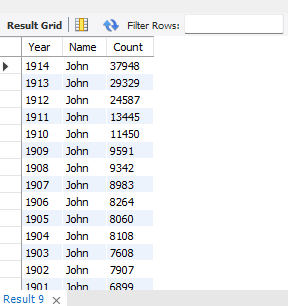 Result Grid Filter Rows:
Year Name Count
1914 John 37948
1913 John 29329
1912 John 24587
1911 John 13445
1910 John 11450
1909 John 9591
1908 John 9342
1907 John 8983
1906 John 8264
1905 John 8060
1904 John 8108
1903 John 7608
1902 John 7907
1901 John 6899
Result 9 ×